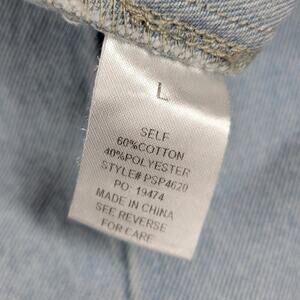 L
SELF
60%COTTON
40%POLYESTER
STYLE# PSP4620
PO: 19474
MADE IN CHINA
SEE REVERSE
FOR CARE